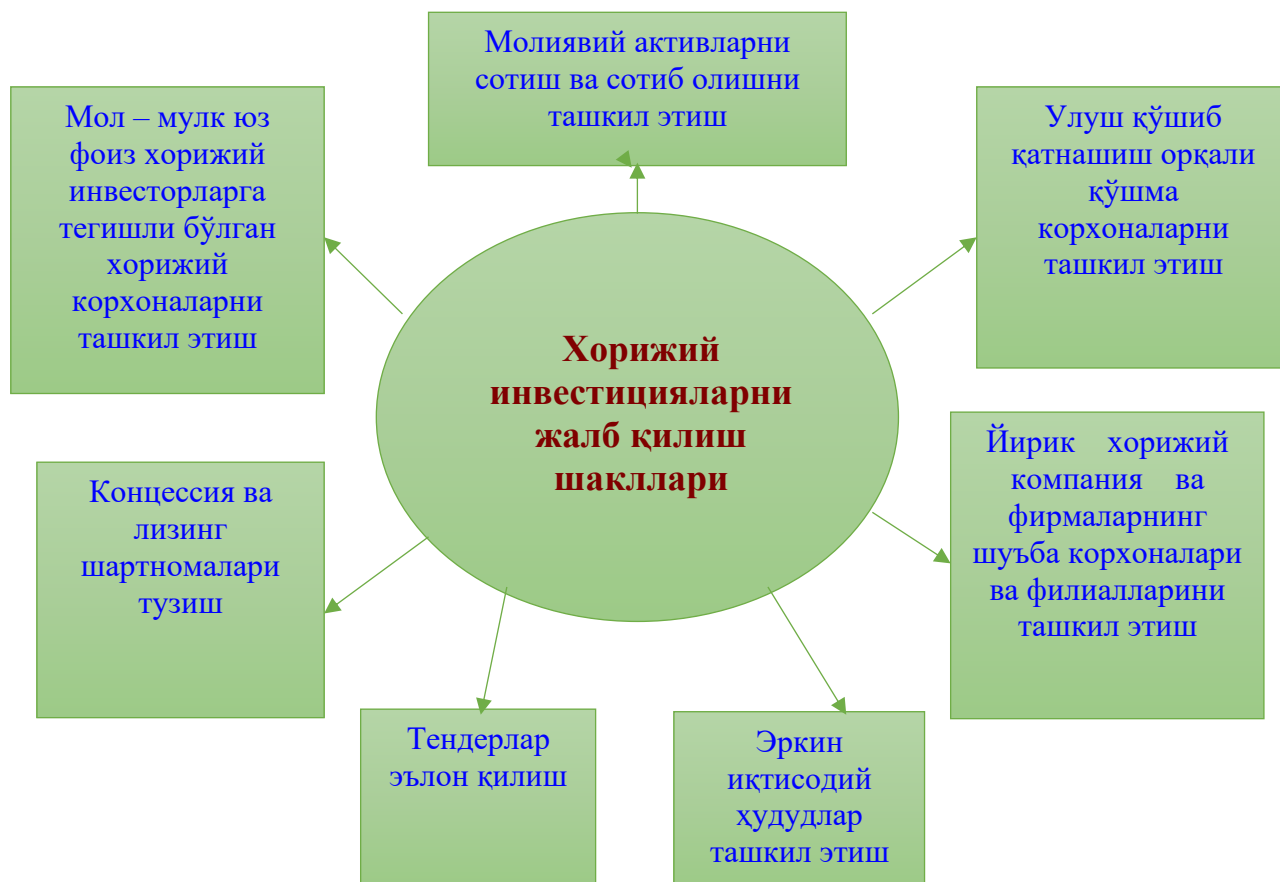 Молиявий активларни
сотиш ва сотиб олишни
ташкил этиш
Мол – мулк юз
фоиз хорижий
инвесторларга
тегишли бўлган
хорижий
корхоналарни
ташкил этиш
Улуш қўшиб
қатнашиш орқали
қўшма
корхоналарни
ташкил этиш
Хорижий
инвестицияларни
жалб қилиш
шакллари
Концессия ва
лизинг
шартномалари
тузиш
Йирик хорижий
компания ва
фирмаларнинг
шуъба корхоналари
ва филиалларини
ташкил этиш
Тендерлар
эълон қилиш
Эркин
иқтисодий
ҳудудлар
ташкил этиш